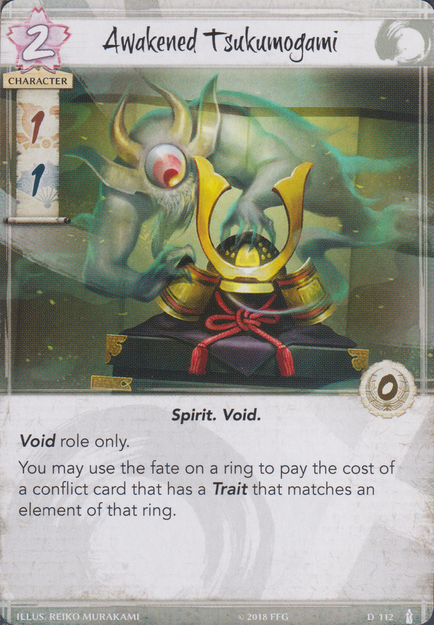 2
Awakened Tsukumogami
CHARACTER
1
1
0
Spirit. Void.
Void role only.
You may use the fate on a ring to pay the cost of
a conflict card that has a Trait that matches an
element of that ring.
ILLUS. REIKO MURAKAMI © 2018 FFG D 112